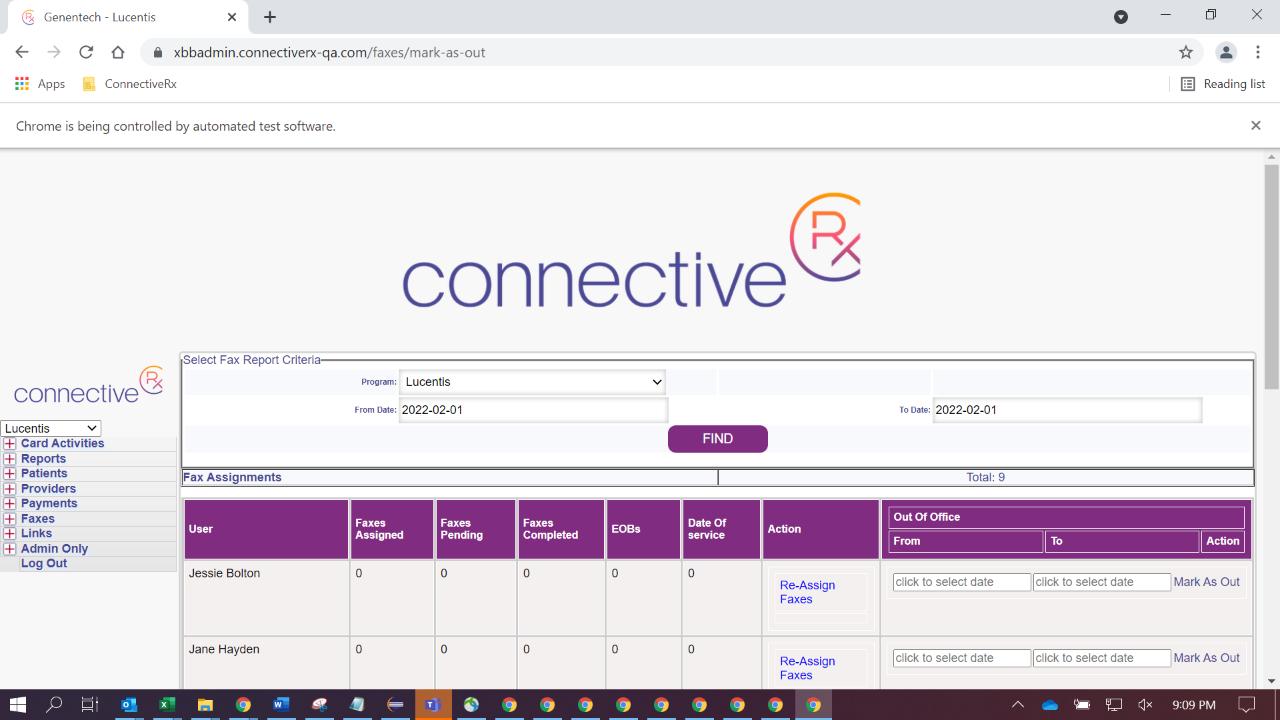 Genentech - Lucentis
xbbadmin.connectiverx-qa.com/faxes/mark-as-out
Apps ConnectiveRx Reading list
Chrome is being controlled by automated test software.
connective Rx
connective Rx
Lucentis
Card Activities
Reports
Patients
Providers
Payments
Faxes
Links
Admin Only
Log Out
Select Fax Report Criteria
Program: Lucentis
From Date: 2022-02-01 To Date: 2022-02-01
FIND
Fax Assignments Total: 9
User Faxes Assigned Faxes Pending Faxes Completed EOBs Date Of service Action Out Of Office
From To Action
Jessie Bolton 0 0 0 0 0 Re-Assign Faxes click to select date click to select date Mark As Out
Jane Hayden 0 0 0 0 0 Re-Assign Faxes click to select date click to select date Mark As Out
9:09 PM